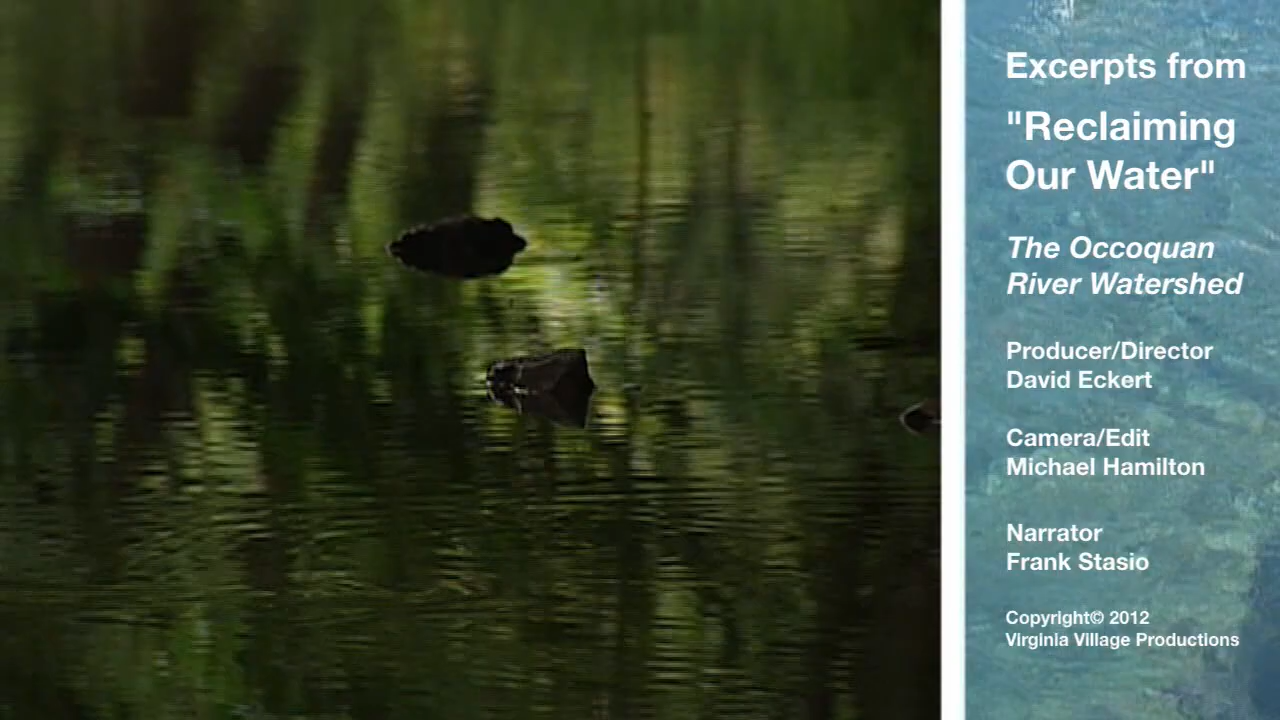 Excerpts from
"Reclaiming
Our Water"
The Occoquan
River Watershed
Producer/Director
David Eckert
Camera/Edit
Michael Hamilton
Narrator
Frank Stasio
Copyright© 2012
Virginia Village Productions